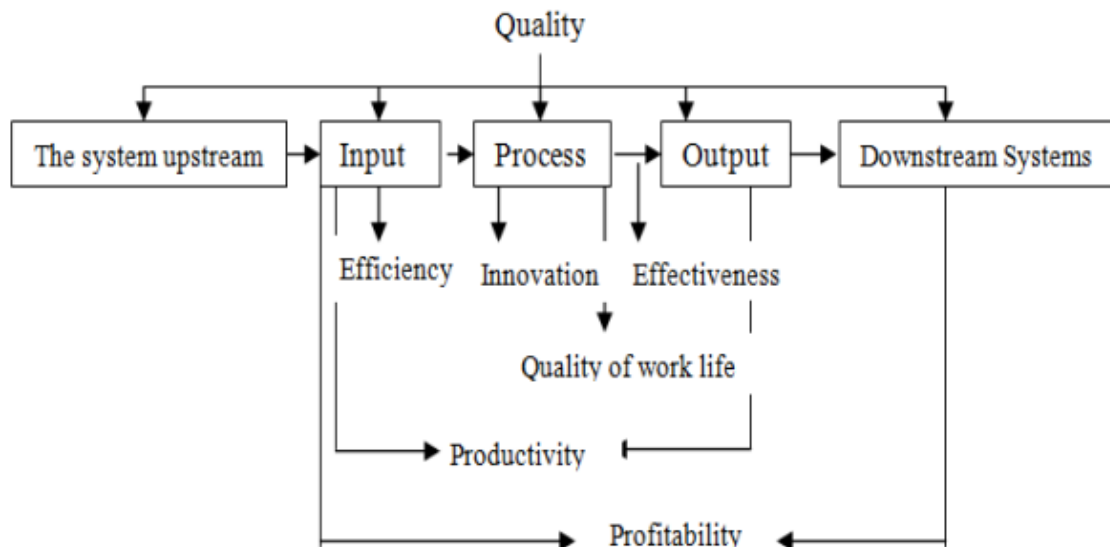 Quality
The system upstream
Input
Process
Output
Downstream Systems
Efficiency
Innovation
Effectiveness
Quality of work life
Productivity
Profitability